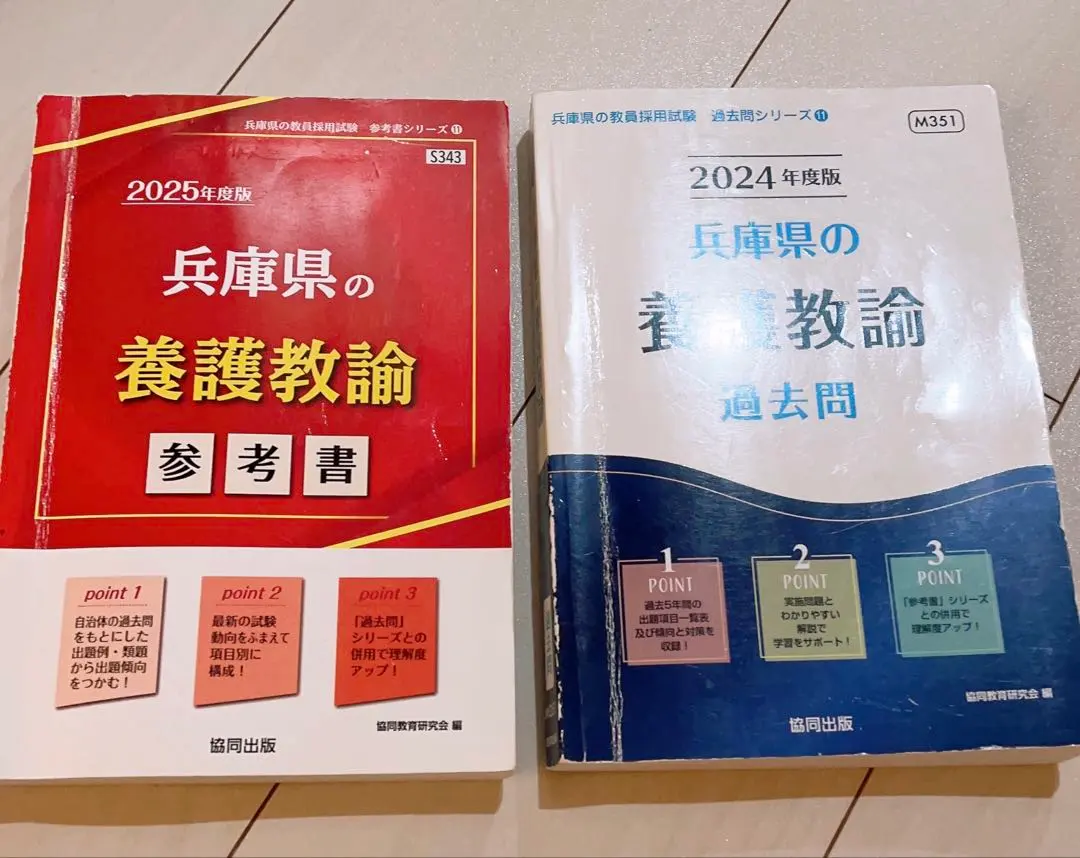 兵庫県の教員採用試験 参考書シリーズ⑪
S343
2025年度版
兵庫県の
養護教諭
参考書
point 1
自治体の過去問
をもとにした
出題例・類題
から出題傾向
をつかむ！
point 2
最新の試験
動向をふまえて
項目別に
構成！
point 3
「過去問」
シリーズとの
併用で理解度
アップ！
協同教育研究会 編
協同出版
兵庫県の教員採用試験 過去問シリーズ⑪
M351
2024年度版
兵庫県の
養護教諭
過去問
1
POINT
過去5年間の
出題項目一覧表
及び傾向と対策を
収録！
2
POINT
実施問題と
わかりやすい
解説で
学習をサポート！
3
POINT
「参考書」シリーズ
との併用で
理解度アップ！
協同教育研究会 編
協同出版